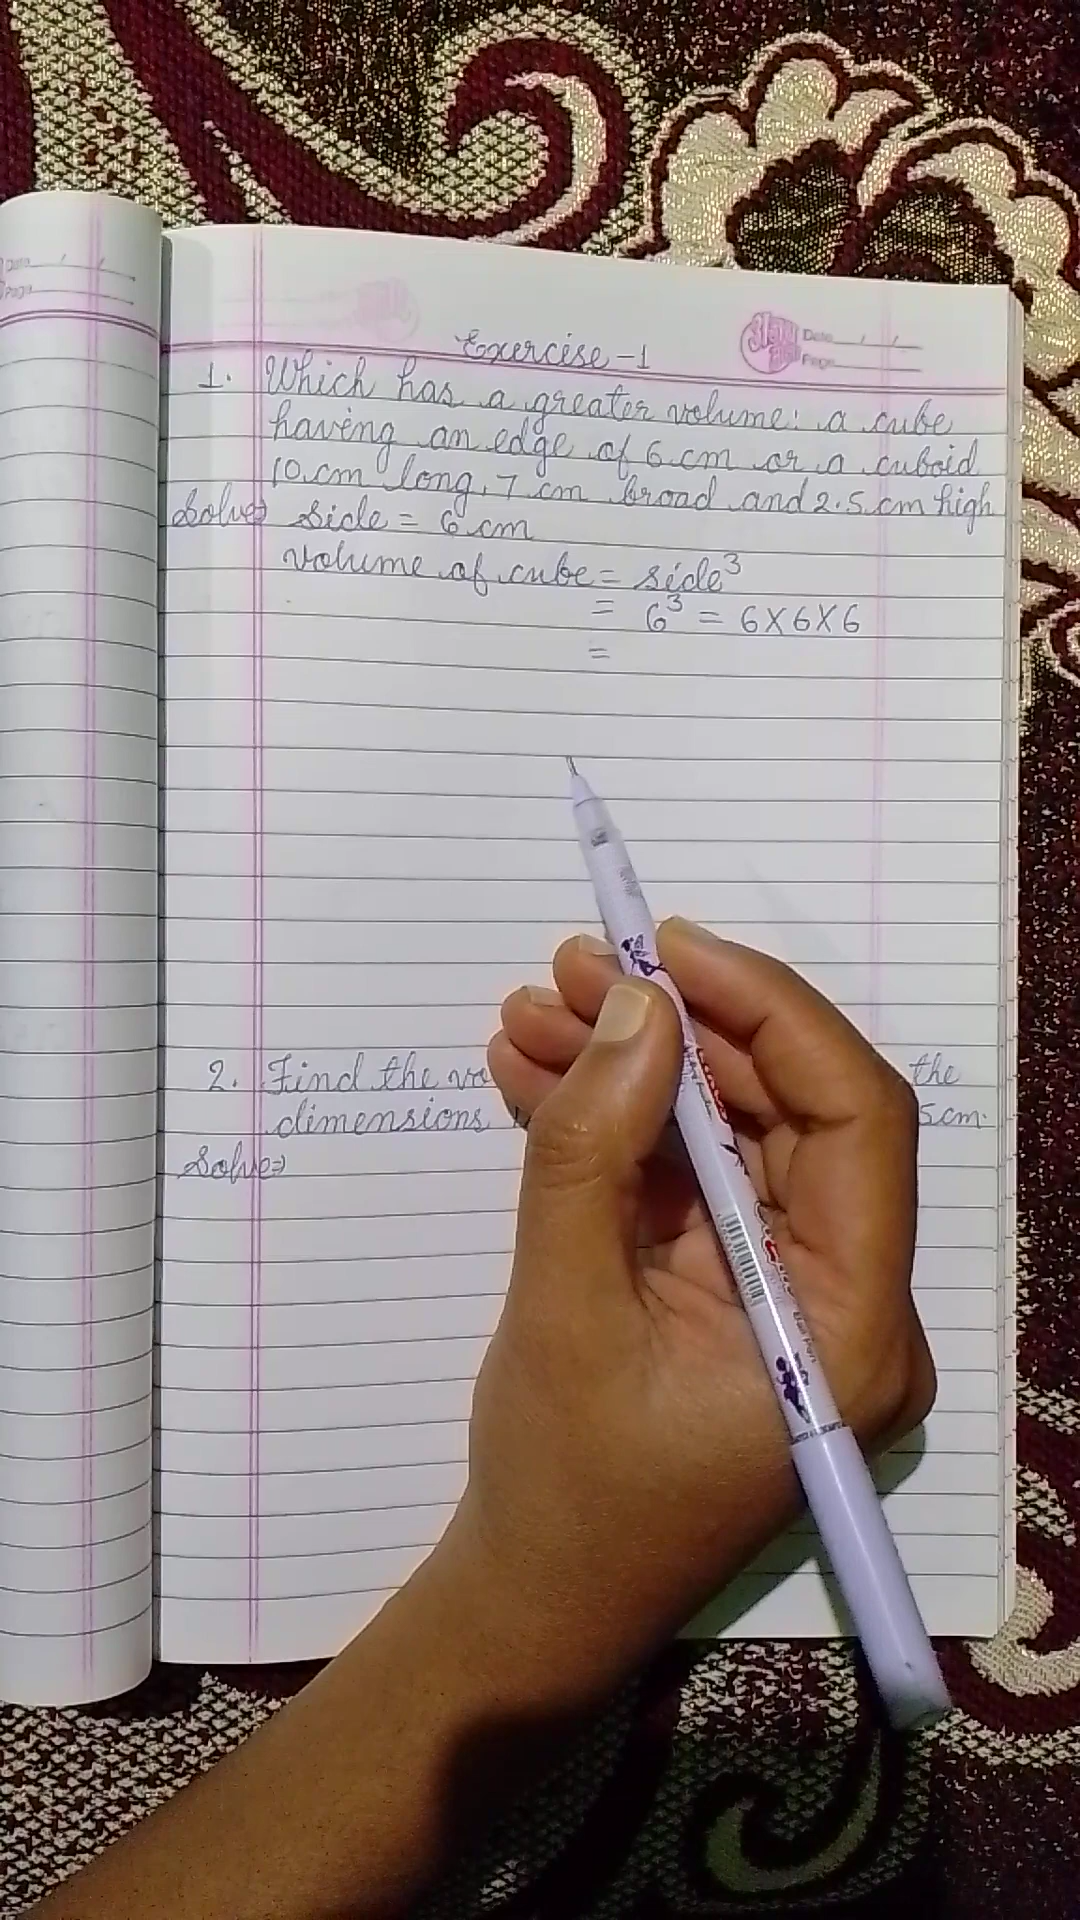 Date
Page
Date
Page
Exercise-1
1. Which has a greater volume: a cube
having an edge of 6 cm or a cuboid
10 cm long, 7 cm broad and 2.5 cm high
Solve⇒ Side = 6 cm
volume of cube = side³
= 6³ = 6×6×6
=
2. Find the the
dimensions 5cm.
Solve⇒